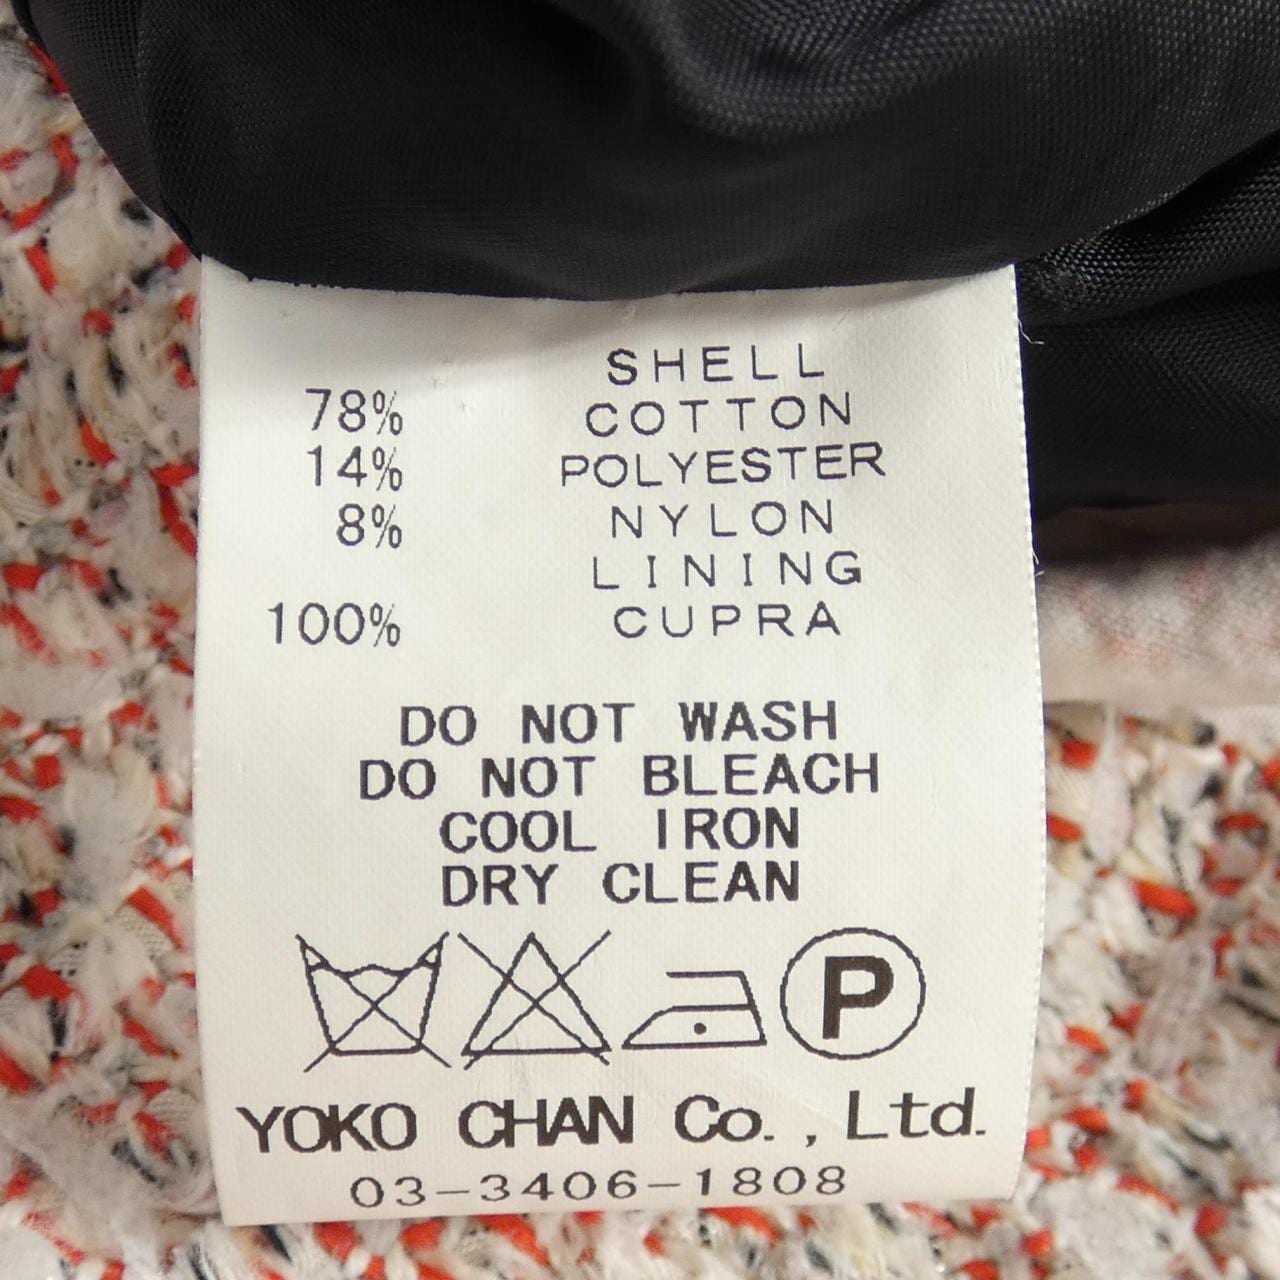 SHELL
78% COTTON
14% POLYESTER
8% NYLON
LINING
100% CUPRA
DO NOT WASH
DO NOT BLEACH
COOL IRON
DRY CLEAN
P
YOKO CHAN Co., Ltd.
03-3406-1808